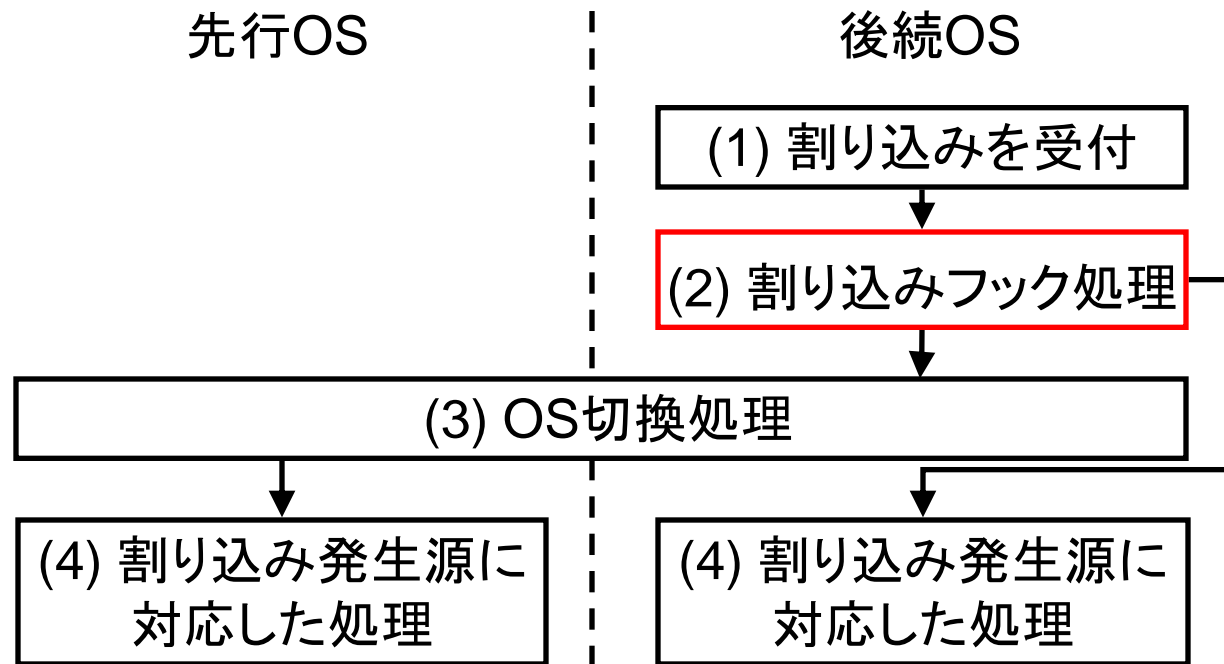 先行OS
後続OS
(1) 割り込みを受付
(2) 割り込みフック処理
(3) OS切換処理
(4) 割り込み発生源に
対応した処理
(4) 割り込み発生源に
対応した処理